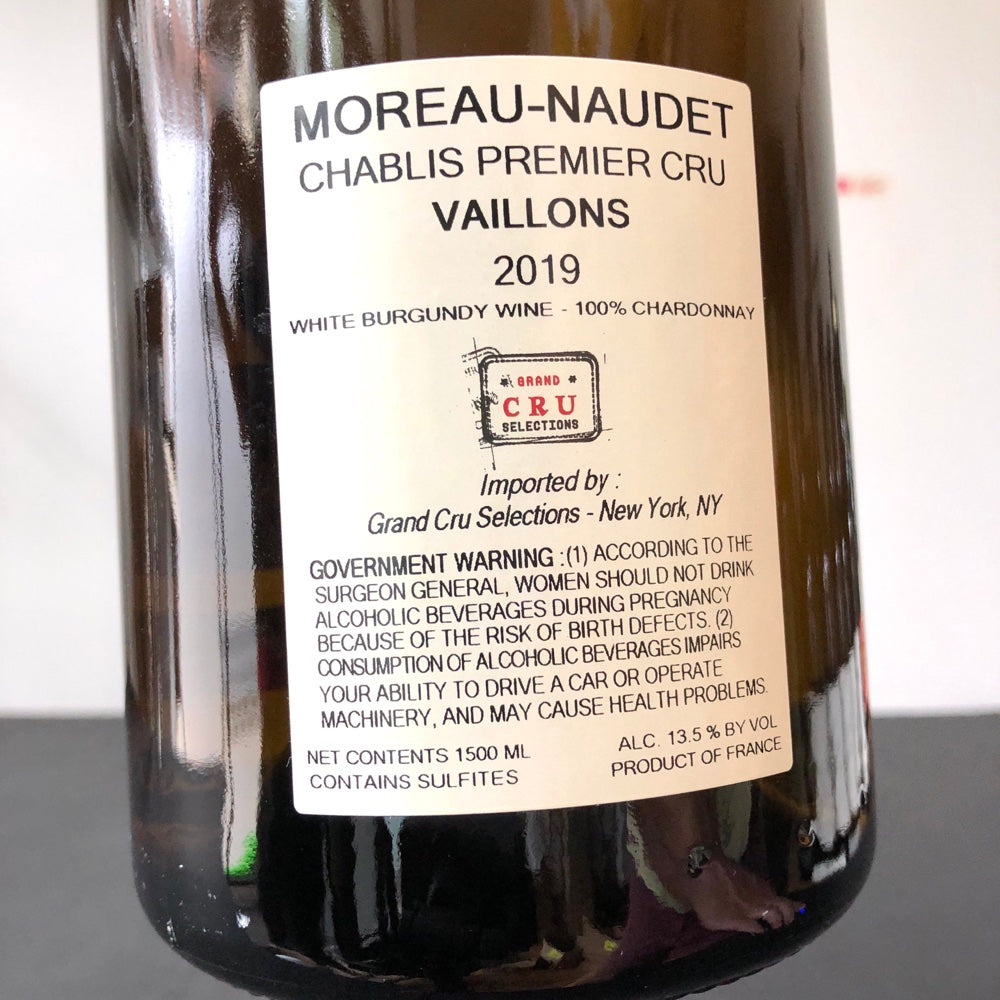 MOREAU-NAUDET
CHABLIS PREMIER CRU
VAILLONS
2019
WHITE BURGUNDY WINE - 100% CHARDONNAY
GRAND
CRU
SELECTIONS
Imported by :
Grand Cru Selections - New York, NY
GOVERNMENT WARNING :(1) ACCORDING TO THE
SURGEON GENERAL, WOMEN SHOULD NOT DRINK
ALCOHOLIC BEVERAGES DURING PREGNANCY
BECAUSE OF THE RISK OF BIRTH DEFECTS. (2)
CONSUMPTION OF ALCOHOLIC BEVERAGES IMPAIRS
YOUR ABILITY TO DRIVE A CAR OR OPERATE
MACHINERY, AND MAY CAUSE HEALTH PROBLEMS.
NET CONTENTS 1500 ML
CONTAINS SULFITES
ALC. 13.5 % BY VOL
PRODUCT OF FRANCE